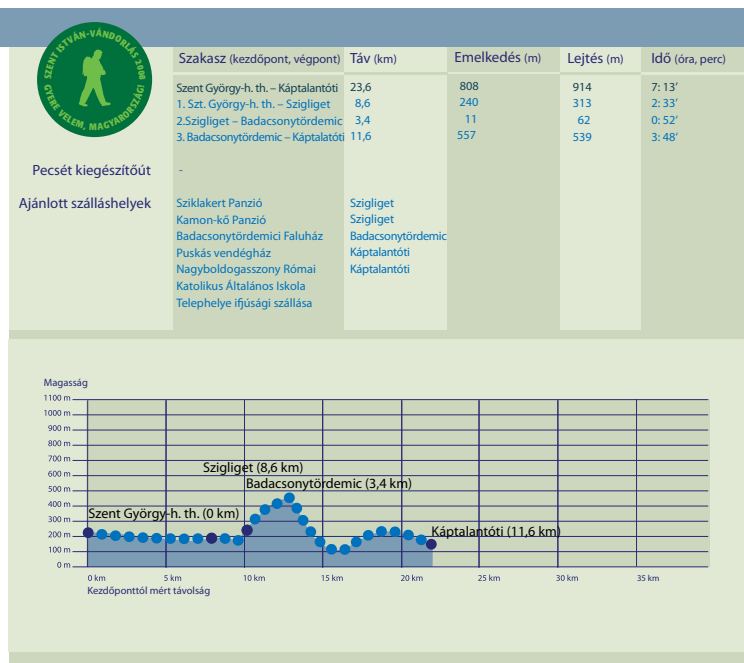 SZENT ISTVÁN-VÁNDORLÁS 2008
GYERE VELEM, MAGYARORSZÁG!
Szakasz (kezdőpont, végpont) Táv (km) Emelkedés (m) Lejtés (m) Idő (óra, perc)
Szent György-h. th. – Káptalantóti 23,6 808 914 7: 13’
1. Szt. György-h. th. – Szigliget 8,6 240 313 2: 33’
2.Szigliget – Badacsonytördemic 3,4 11 62 0: 52’
3. Badacsonytördemic – Káptalatóti 11,6 557 539 3: 48’
Pecsét kiegészítőút -
Ajánlott szálláshelyek Sziklakert Panzió Szigliget
Kamon-kő Panzió Szigliget
Badacsonytördemici Faluház Badacsonytördemic
Puskás vendégház Káptalantóti
Nagyboldogasszony Római Káptalantóti
Katolikus Általános Iskola
Telephelye ifjúsági szállása
Magasság
1100 m
1000 m
900 m
800 m
700 m
600 m
500 m
400 m
300 m
200 m
100 m
0 m
Szigliget (8,6 km)
Badacsonytördemic (3,4 km)
Szent György-h. th. (0 km)
Káptalantóti (11,6 km)
0 km 5 km 10 km 15 km 20 km 25 km 30 km 35 km
Kezdőponttól mért távolság